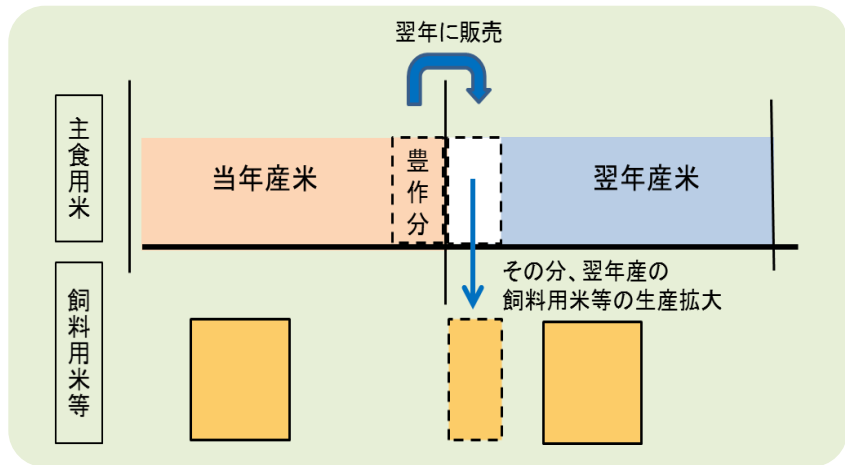 翌年に販売
主食用米
当年産米
豊作分
翌年産米
その分、翌年産の
飼料用米等の生産拡大
飼料用米等